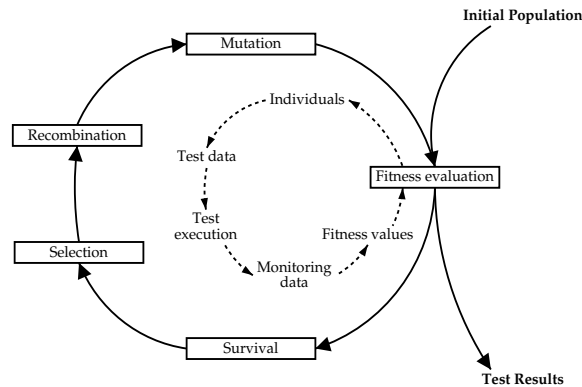 Initial Population
Mutation
Individuals
Recombination
Test data
Fitness evaluation
Test
execution
Fitness values
Selection
Monitoring
data
Survival
Test Results